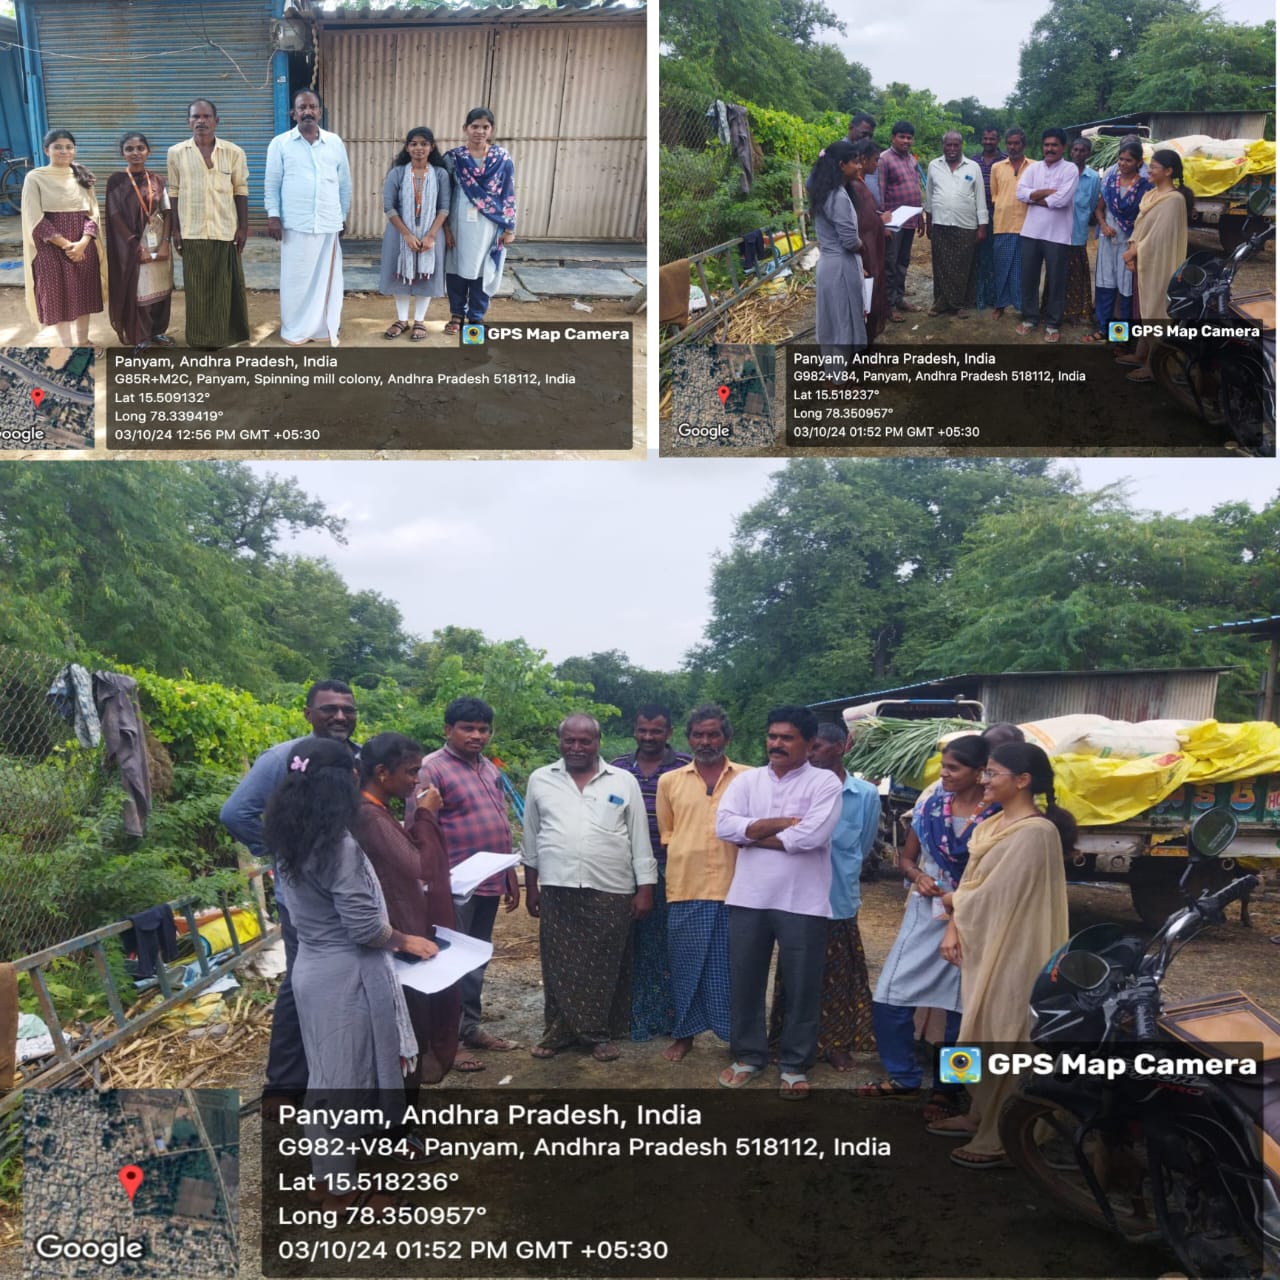 GPS Map Camera
Panyam, Andhra Pradesh, India
G85R+M2C, Panyam, Spinning mill colony, Andhra Pradesh 518112, India
Lat 15.509132°
Long 78.339419°
03/10/24 12:56 PM GMT +05:30
Google
GPS Map Camera
Panyam, Andhra Pradesh, India
G982+V84, Panyam, Andhra Pradesh 518112, India
Lat 15.518237°
Long 78.350957°
03/10/24 01:52 PM GMT +05:30
Google
GPS Map Camera
Panyam, Andhra Pradesh, India
G982+V84, Panyam, Andhra Pradesh 518112, India
Lat 15.518236°
Long 78.350957°
03/10/24 01:52 PM GMT +05:30
Google